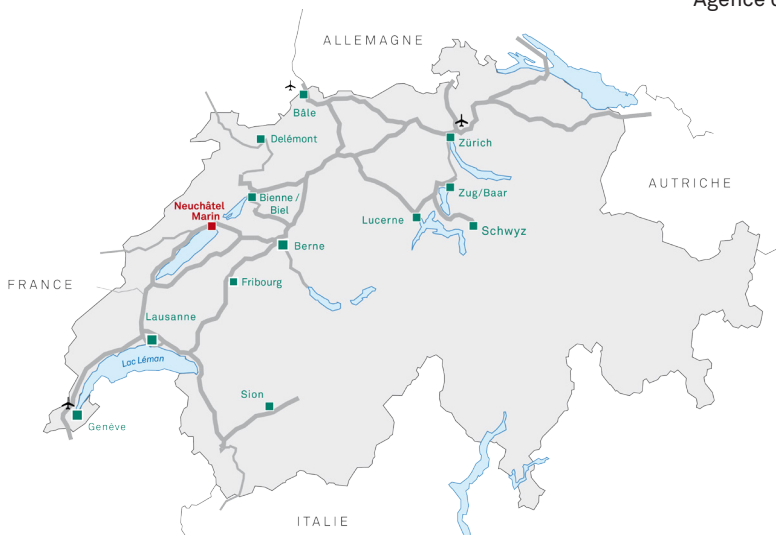 Agence d
ALLEMAGNE
Bâle
Delémont
Zürich
AUTRICHE
Zug/Baar
Bienne /
Biel
Neuchâtel
Marin
Lucerne
Schwyz
Berne
FRANCE
Fribourg
Lausanne
Lac Léman
Sion
Genève
ITALIE